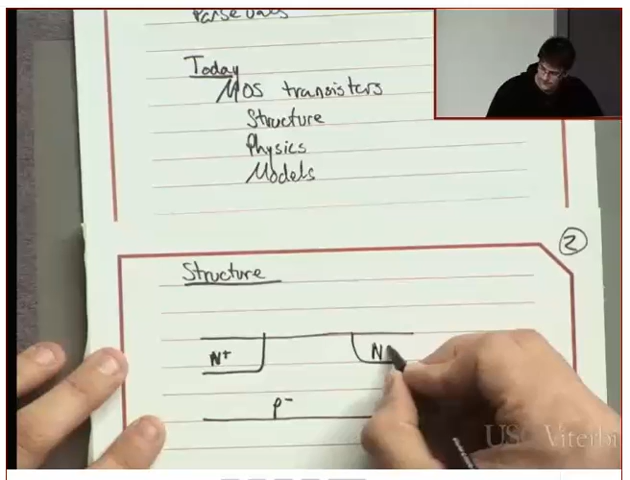 Today
MOS transistors
Structure
Physics
Models
2
Structure
N+
N
P-
USC Viterbi